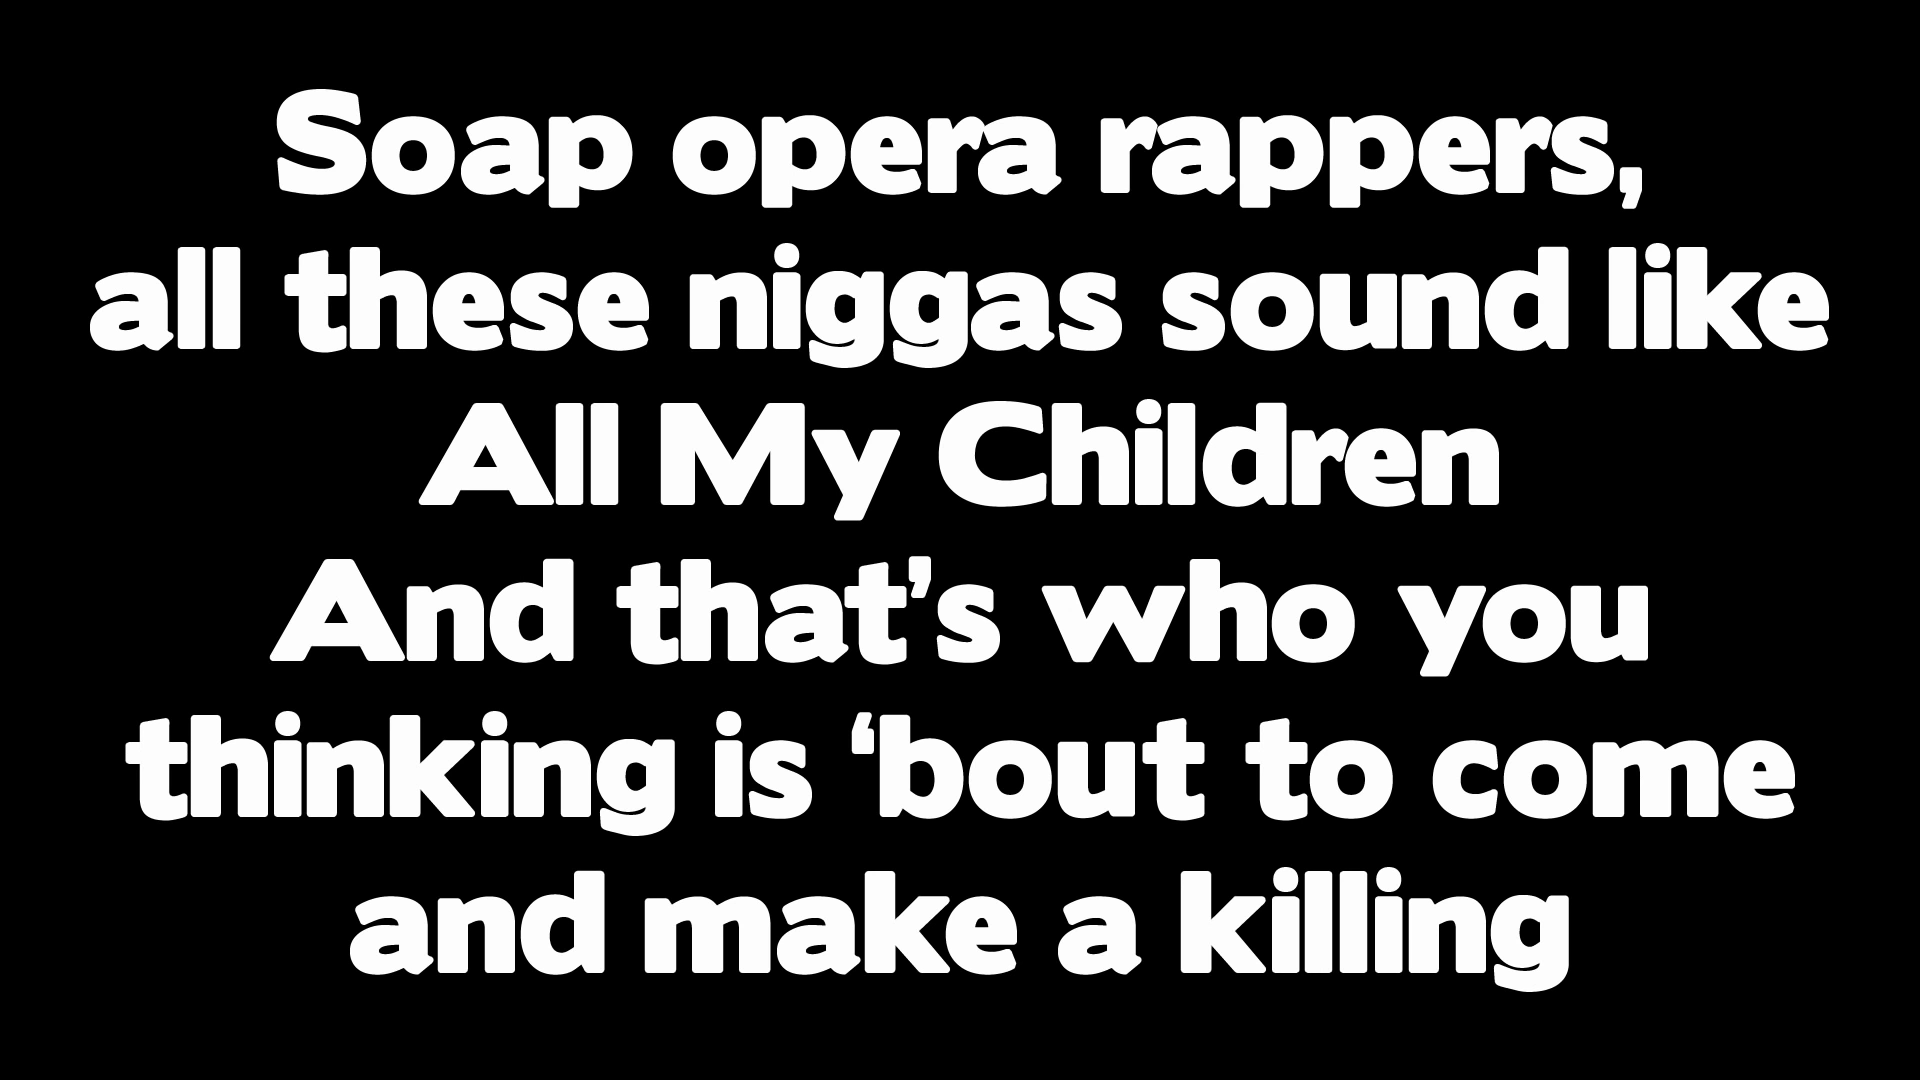 Soap opera rappers,
all these niggas sound like
All My Children
And that’s who you
thinking is ‘bout to come
and make a killing